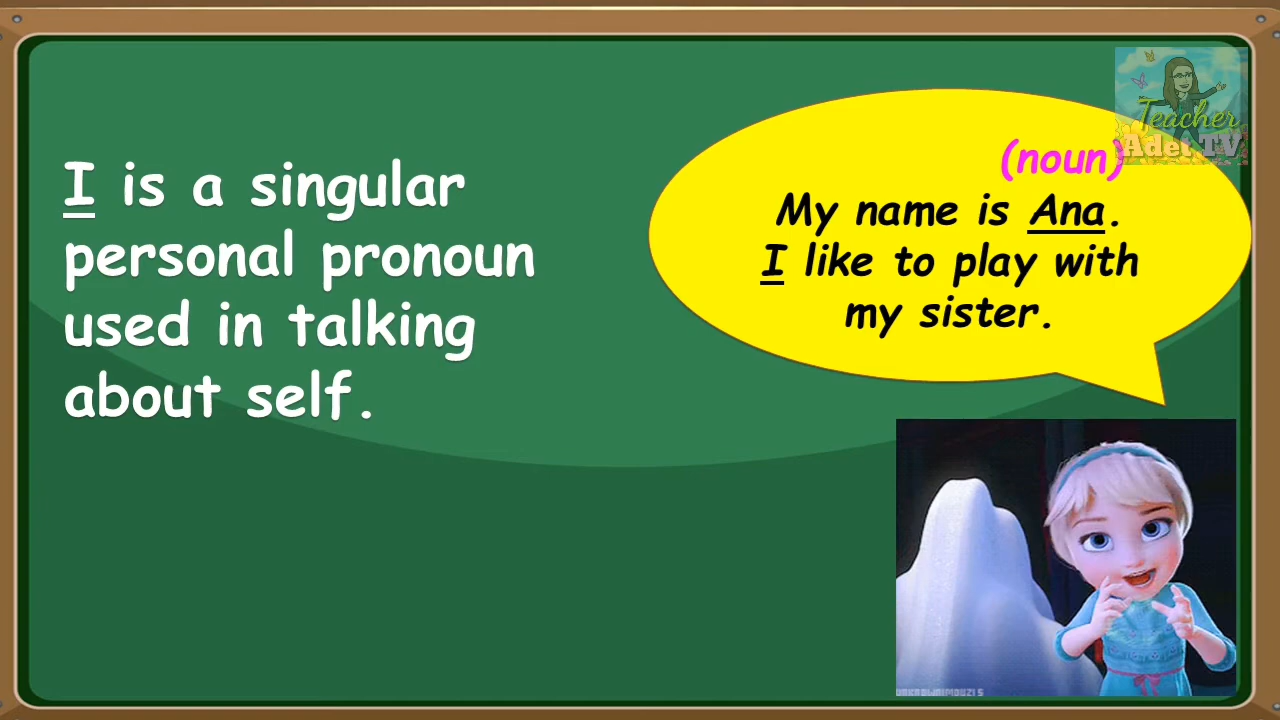 I is a singular
personal pronoun
used in talking
about self.
Teacher
Adet TV
(noun)
My name is Ana.
I like to play with
my sister.